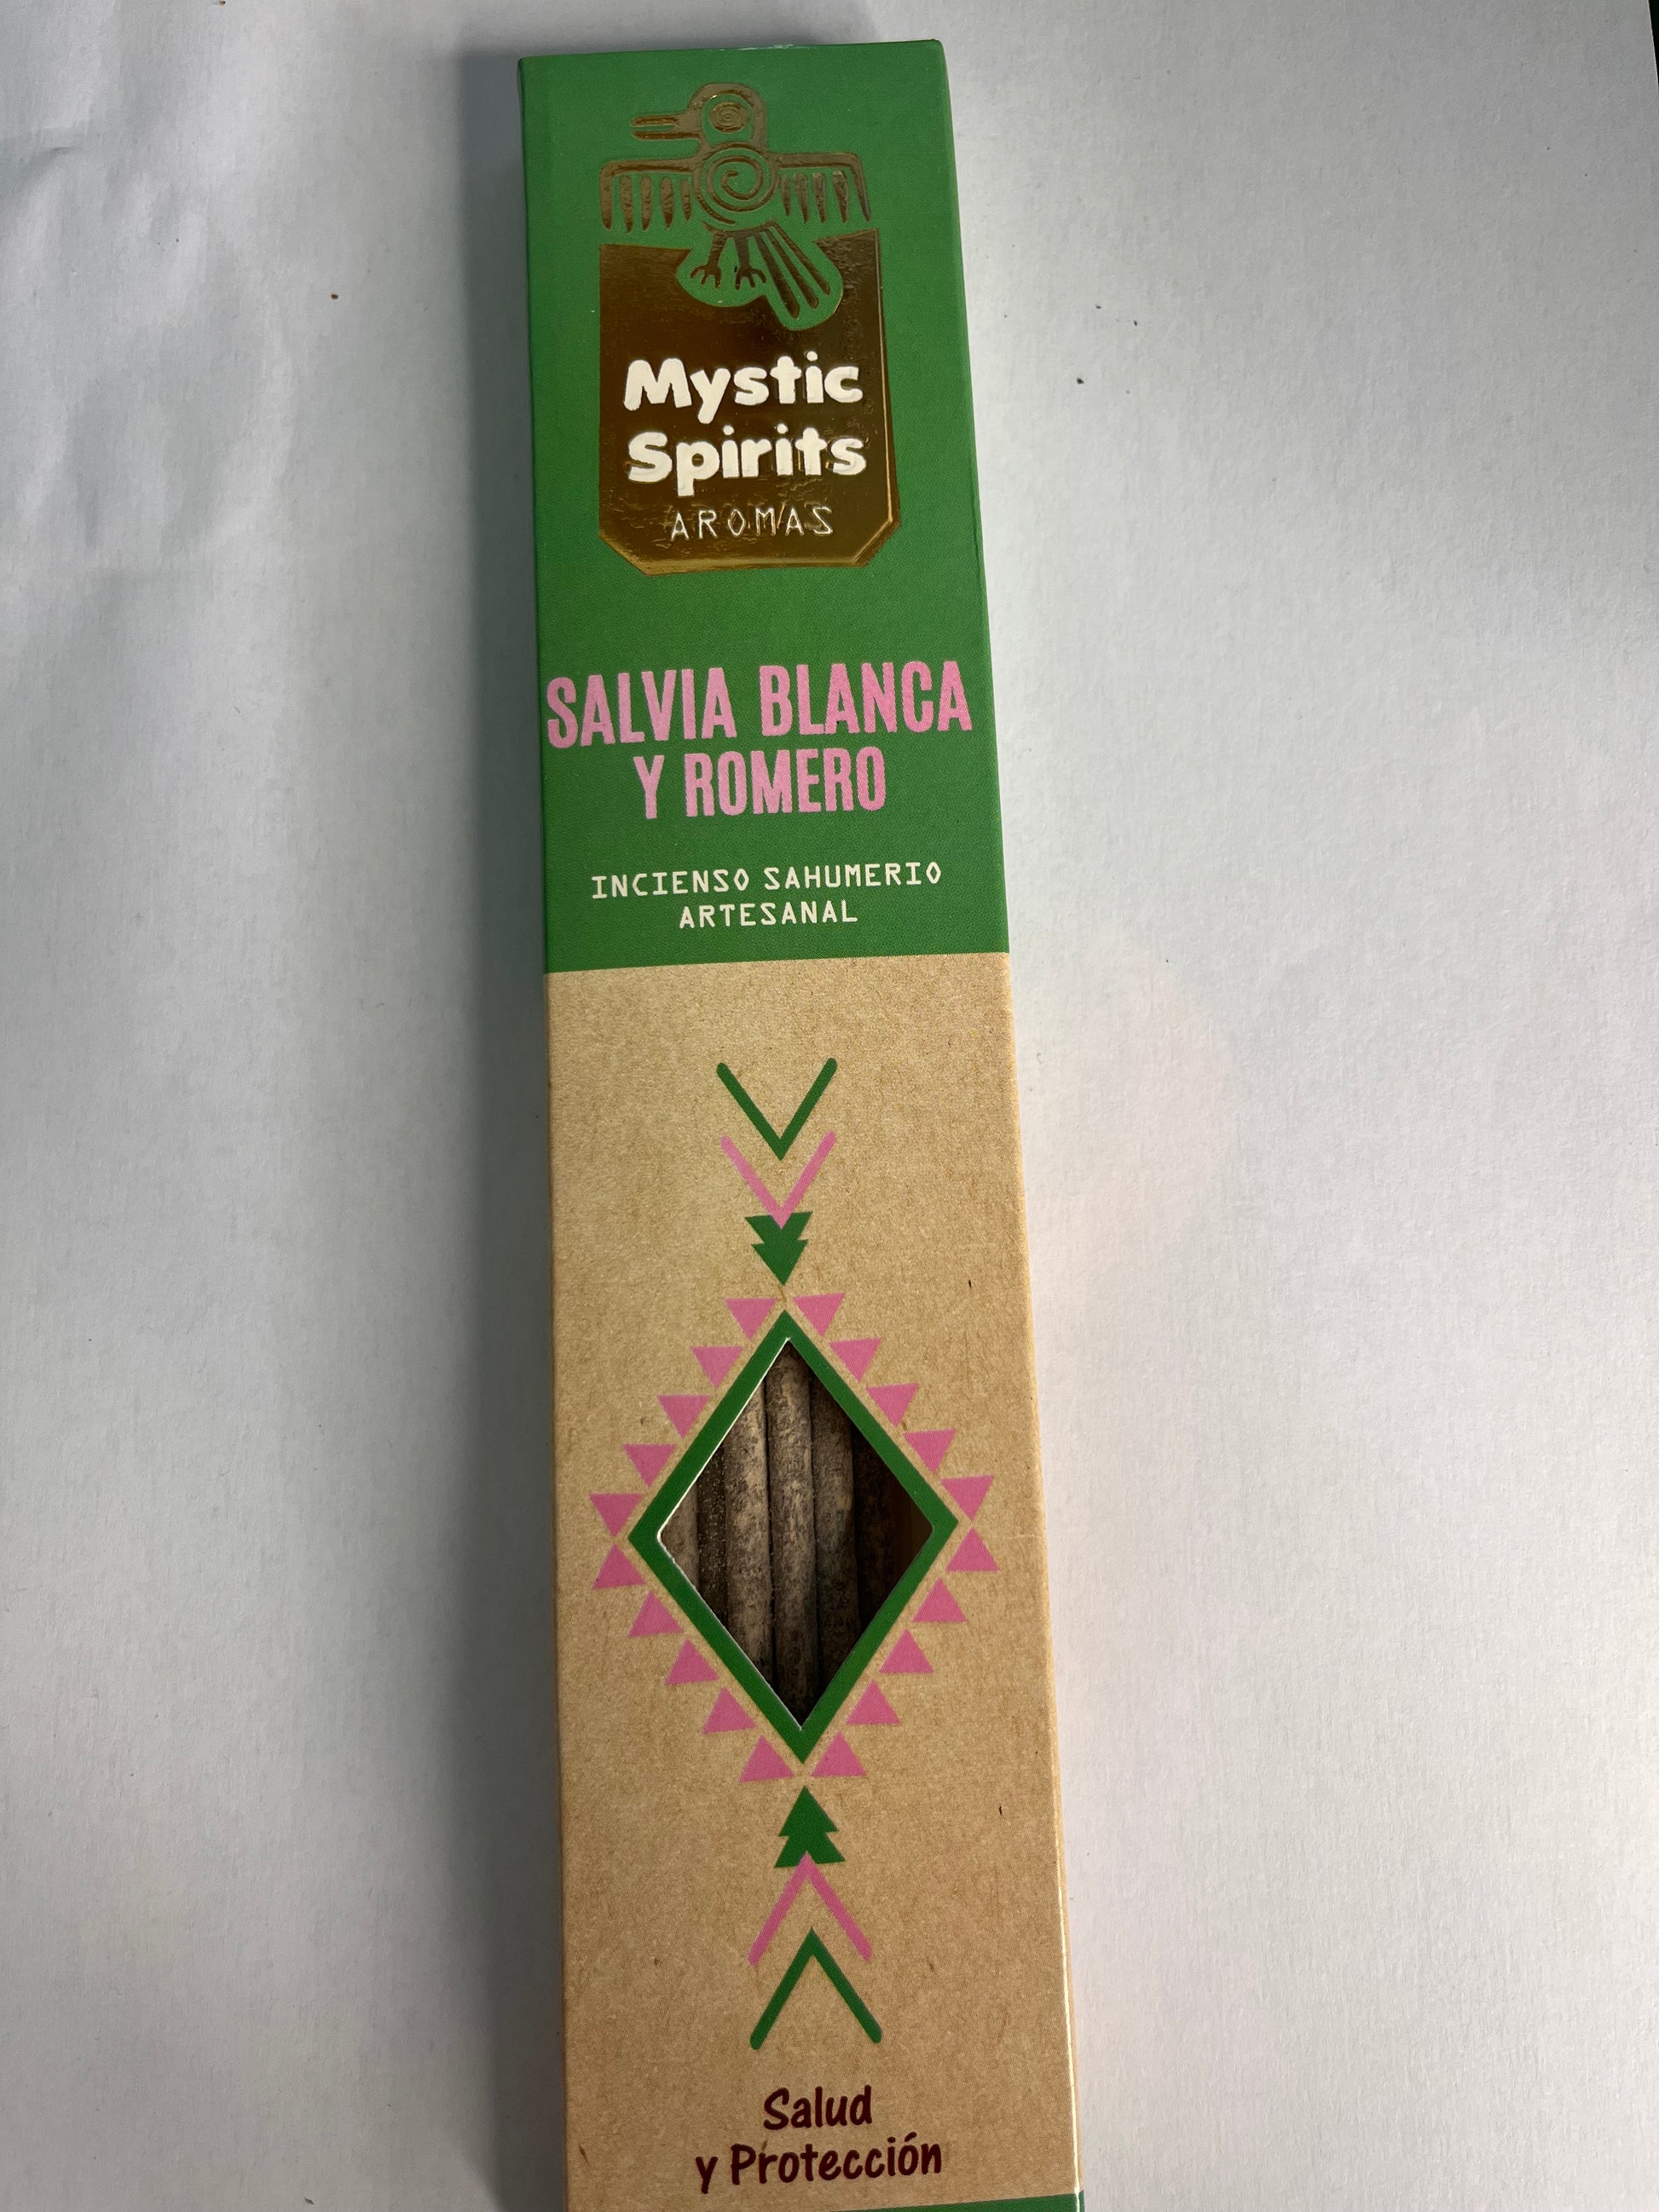 Mystic
Spirits
AROMAS
SALVIA BLANCA
Y ROMERO
INCIENSO SAHUMERIO
ARTESANAL
Salud
y Protección